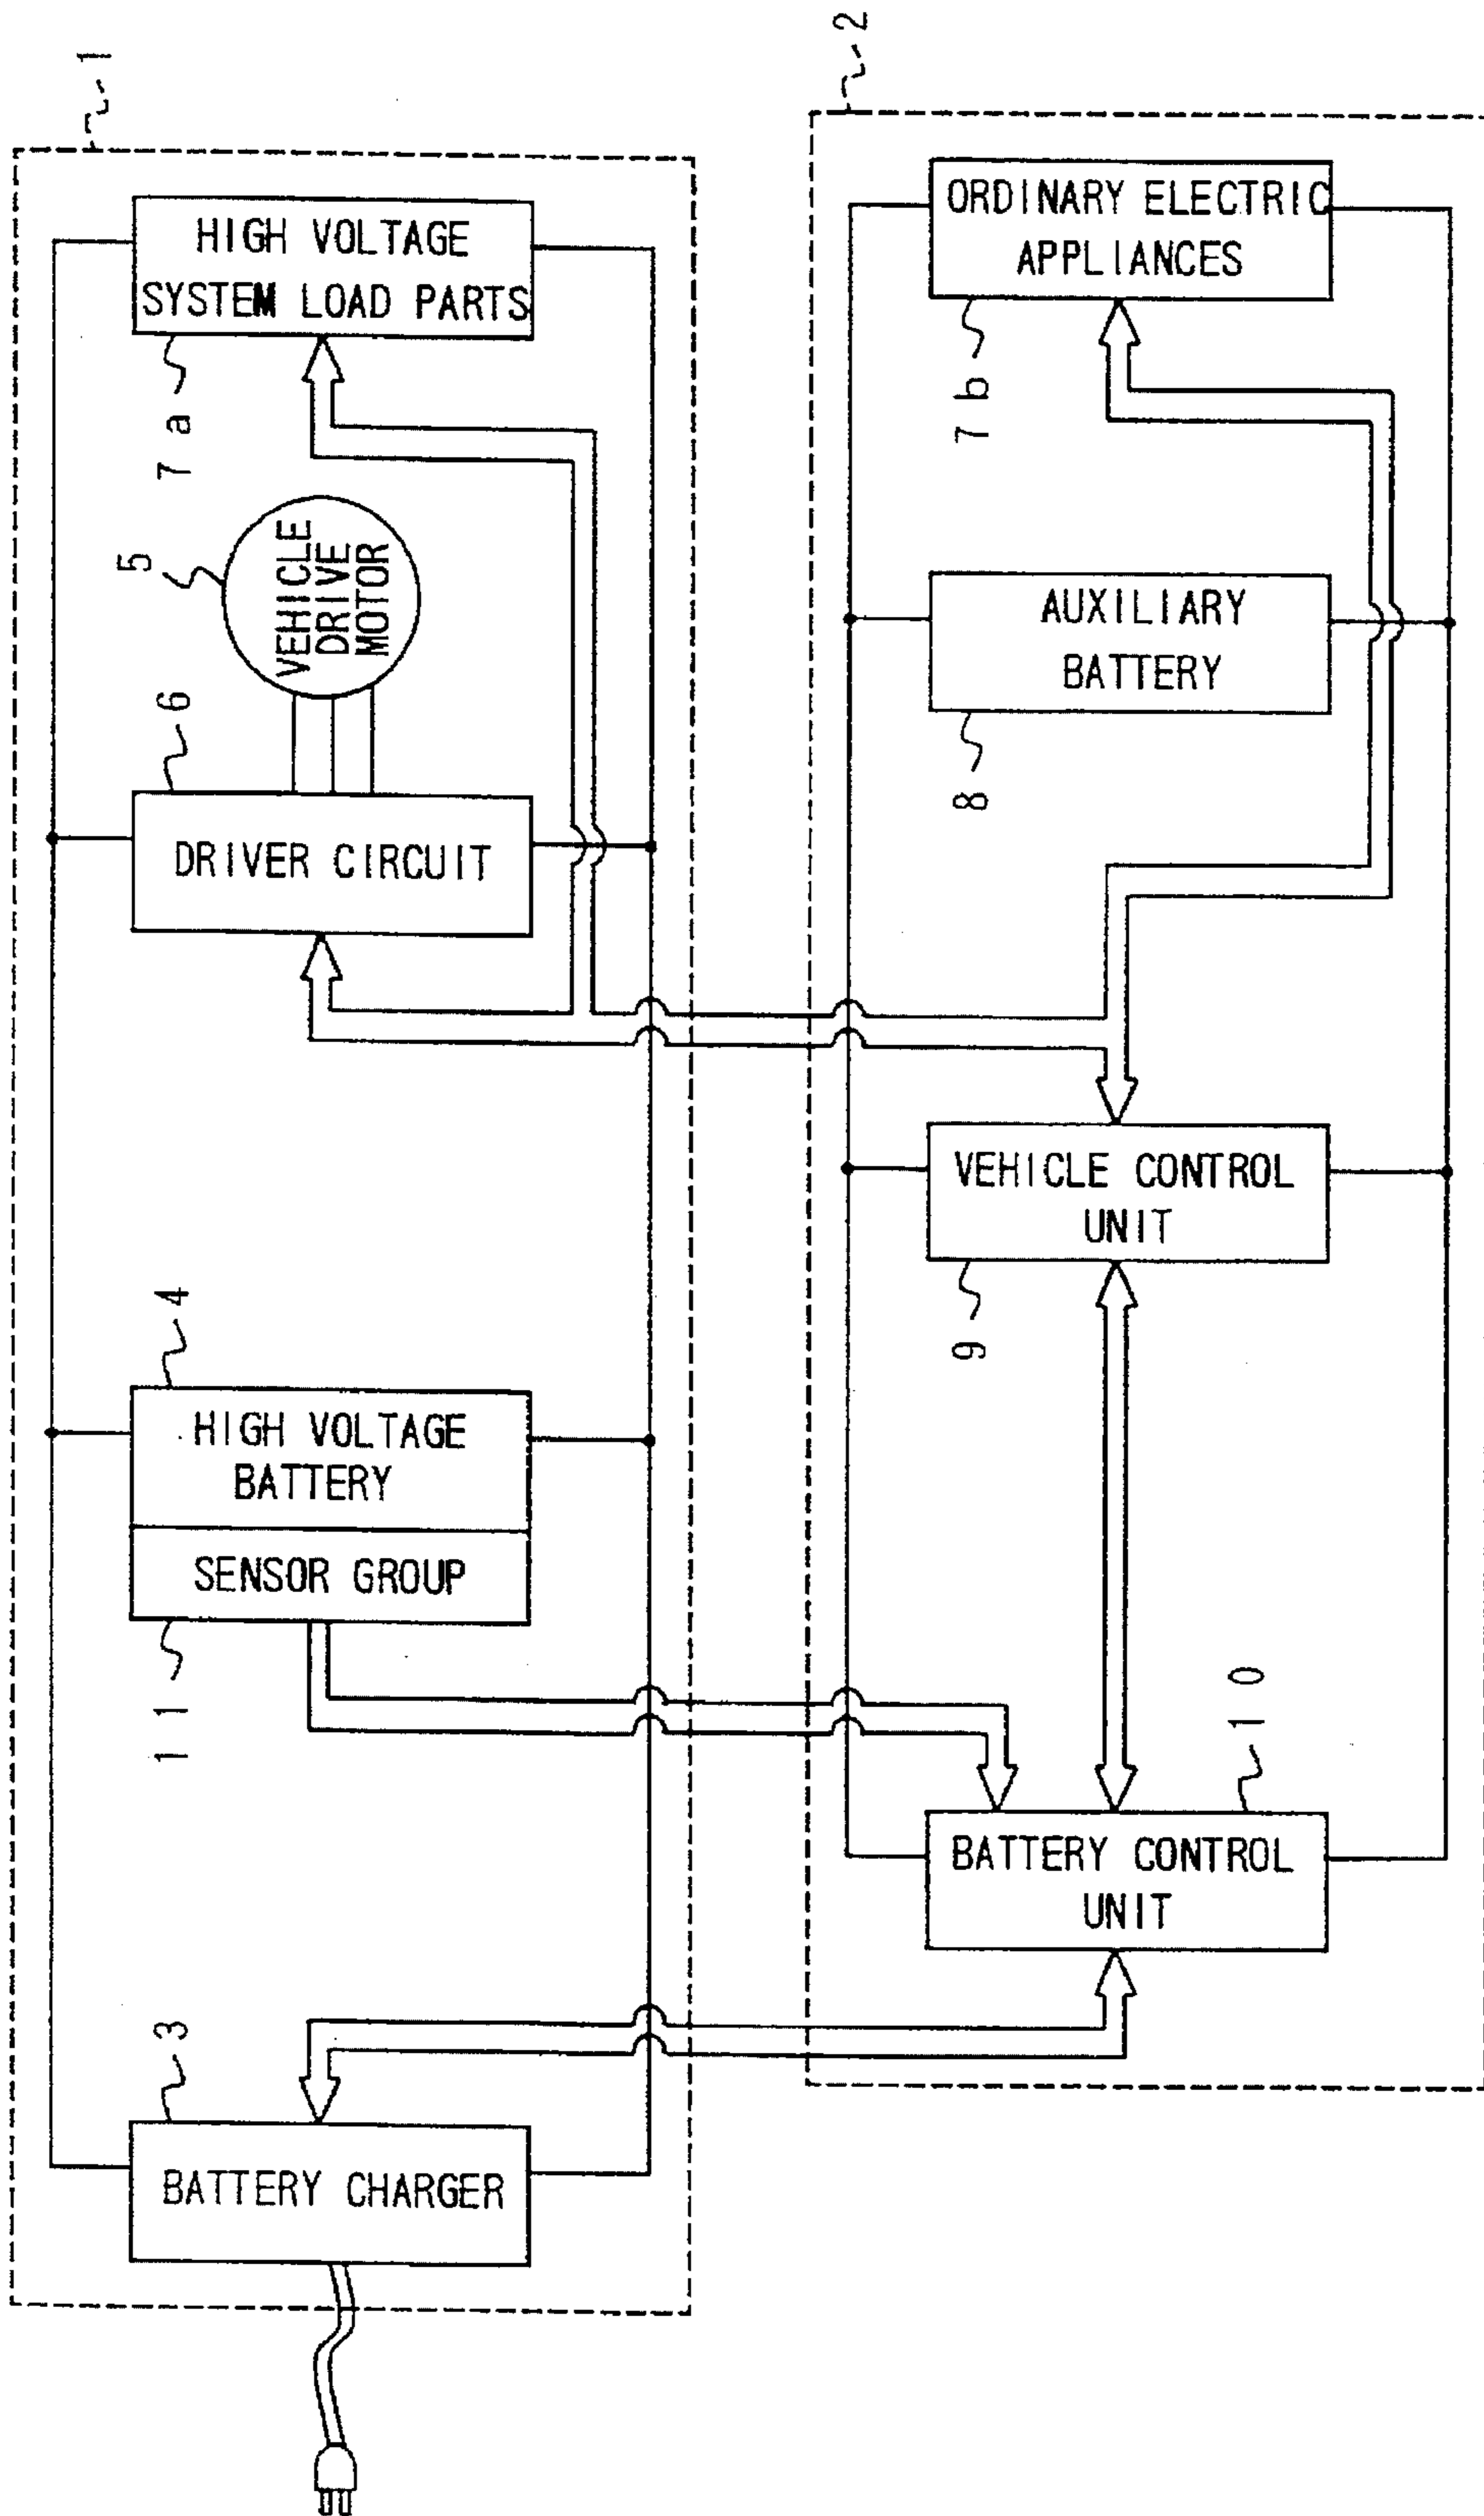 1
HIGH VOLTAGE
SYSTEM LOAD PARTS
7a
5
VEHICLE
DRIVE
MOTOR
6
DRIVER CIRCUIT
4
HIGH VOLTAGE
BATTERY
SENSOR GROUP
11
3
BATTERY CHARGER
2
ORDINARY ELECTRIC
APPLIANCES
7b
AUXILIARY
BATTERY
8
VEHICLE CONTROL
UNIT
9
10
BATTERY CONTROL
UNIT